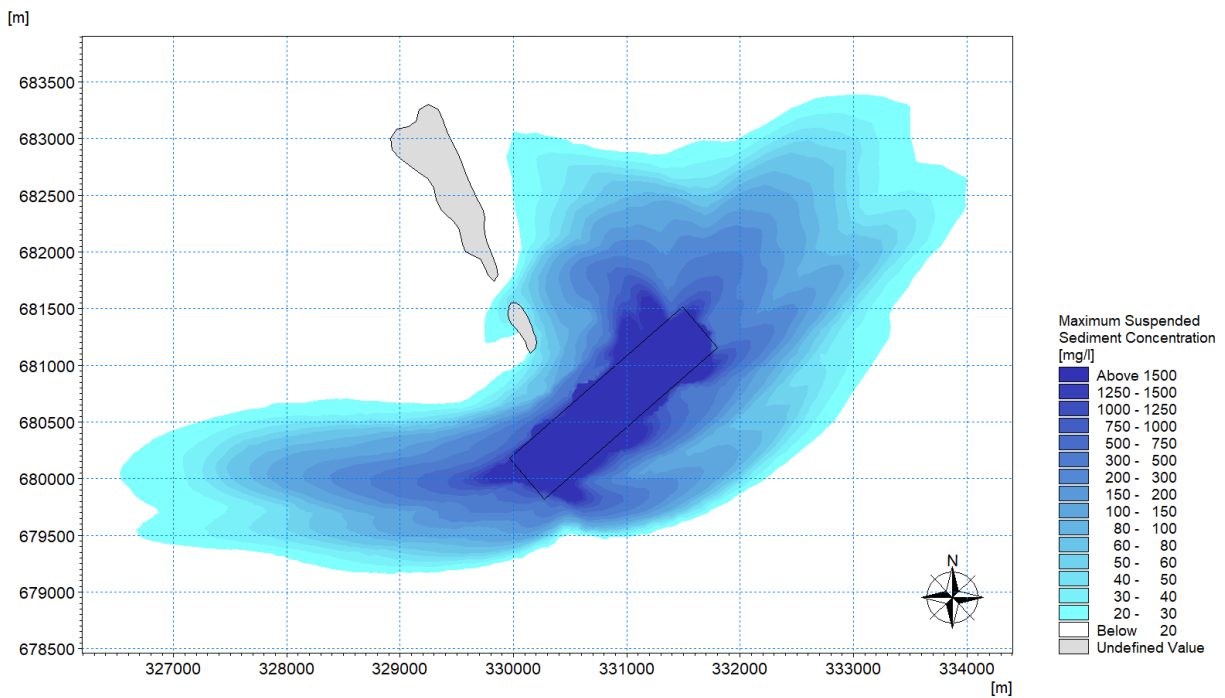 [m]
683500
683000
682500
682000
681500
681000
680500
680000
679500
679000
678500
327000 328000 329000 330000 331000 332000 333000 334000
[m]
N
Maximum Suspended
Sediment Concentration
[mg/l]
Above 1500
1250 - 1500
1000 - 1250
750 - 1000
500 - 750
300 - 500
200 - 300
150 - 200
100 - 150
80 - 100
60 - 80
50 - 60
40 - 50
30 - 40
20 - 30
Below 20
Undefined Value